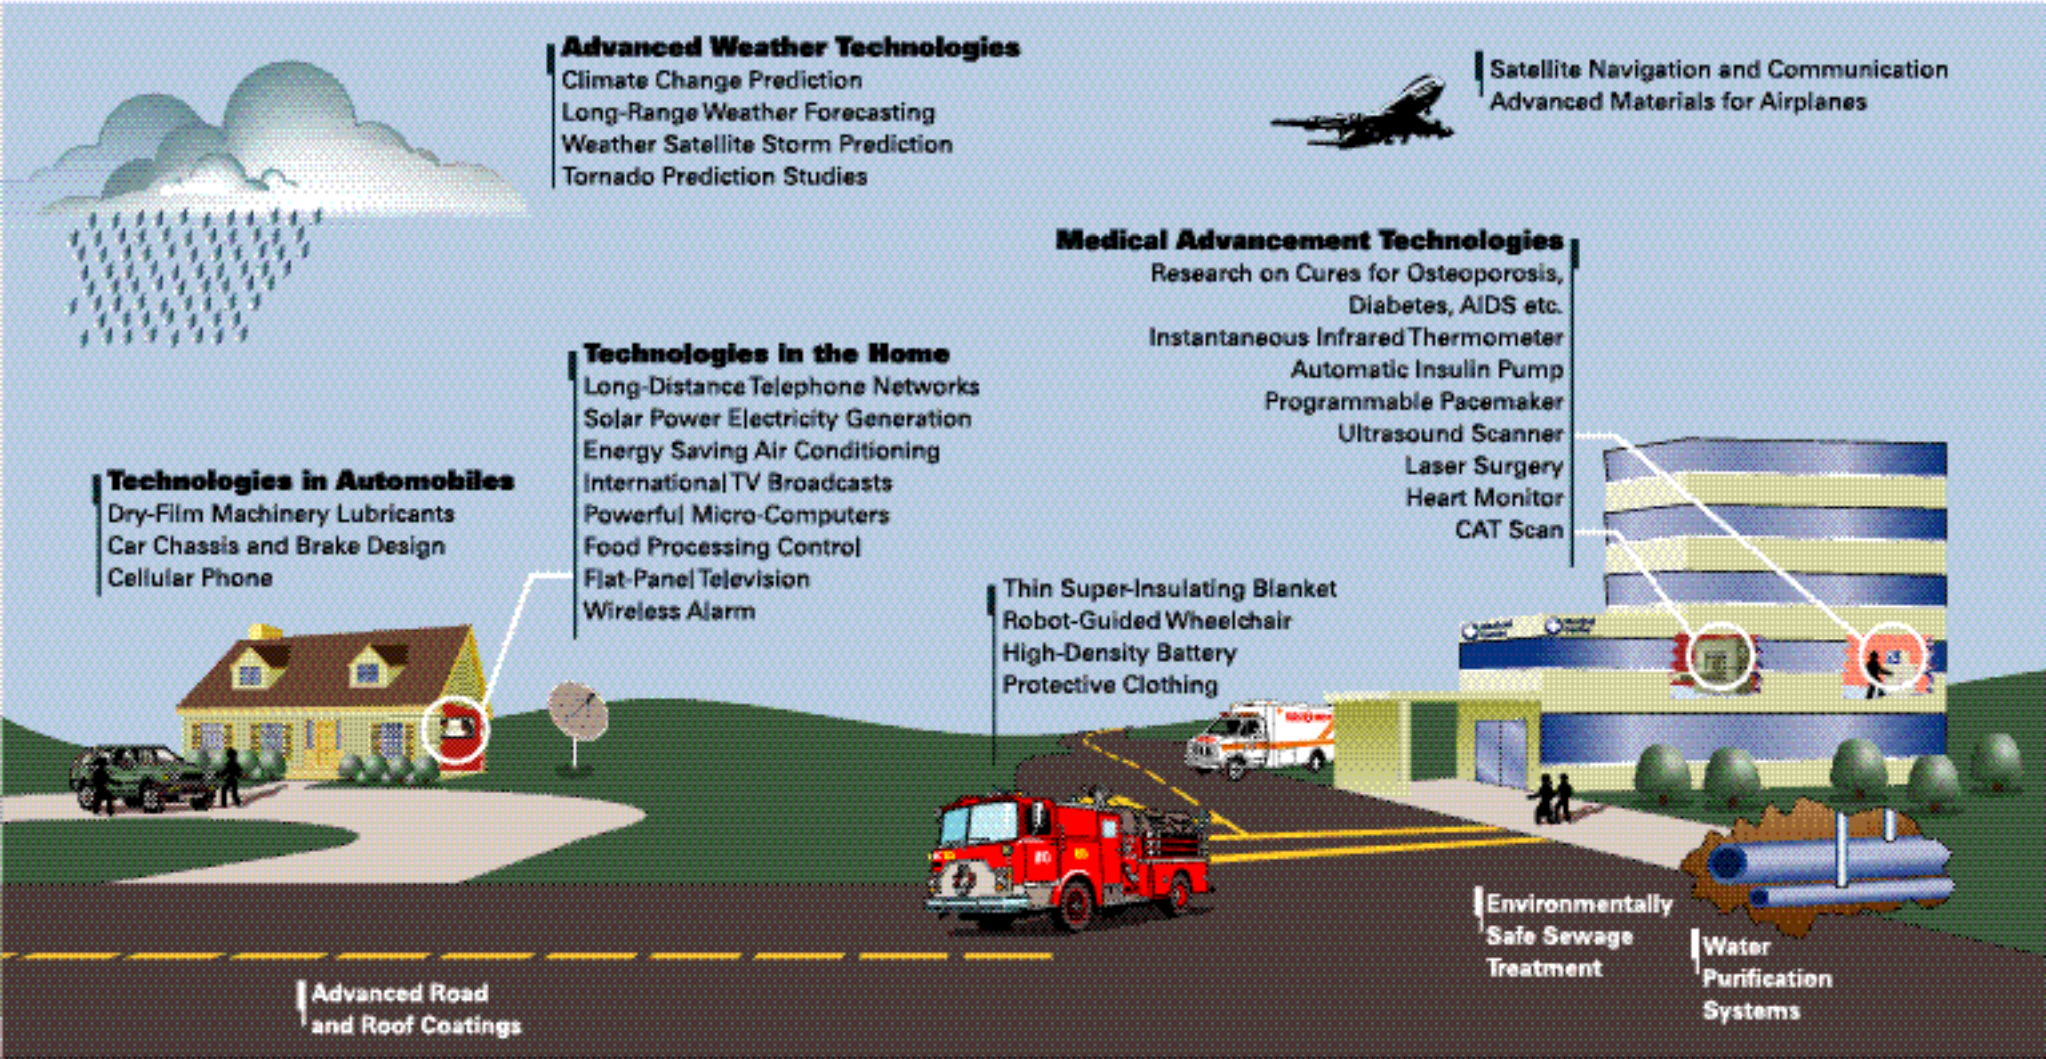 Advanced Weather Technologies
Climate Change Prediction
Long-Range Weather Forecasting
Weather Satellite Storm Prediction
Tornado Prediction Studies
Satellite Navigation and Communication
Advanced Materials for Airplanes
Medical Advancement Technologies
Research on Cures for Osteoporosis,
Diabetes, AIDS etc.
Instantaneous Infrared Thermometer
Automatic Insulin Pump
Programmable Pacemaker
Ultrasound Scanner
Laser Surgery
Heart Monitor
CAT Scan
Technologies in the Home
Long-Distance Telephone Networks
Solar Power Electricity Generation
Energy Saving Air Conditioning
International TV Broadcasts
Powerful Micro-Computers
Food Processing Control
Flat-Panel Television
Wireless Alarm
Technologies in Automobiles
Dry-Film Machinery Lubricants
Car Chassis and Brake Design
Cellular Phone
Thin Super-Insulating Blanket
Robot-Guided Wheelchair
High-Density Battery
Protective Clothing
Medical
Medical
Environmentally
Safe Sewage
Treatment
Water
Purification
Systems
Advanced Road
and Roof Coatings